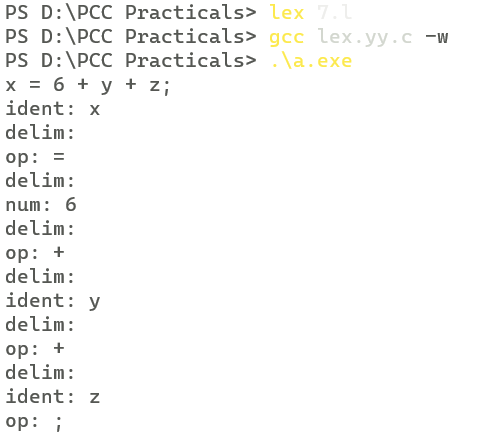 PS D:\PCC Practicals> lex 7.l
PS D:\PCC Practicals> gcc lex.yy.c -w
PS D:\PCC Practicals> .\a.exe
x = 6 + y + z;
ident: x
delim:
op: =
delim:
num: 6
delim:
op: +
delim:
ident: y
delim:
op: +
delim:
ident: z
op: ;